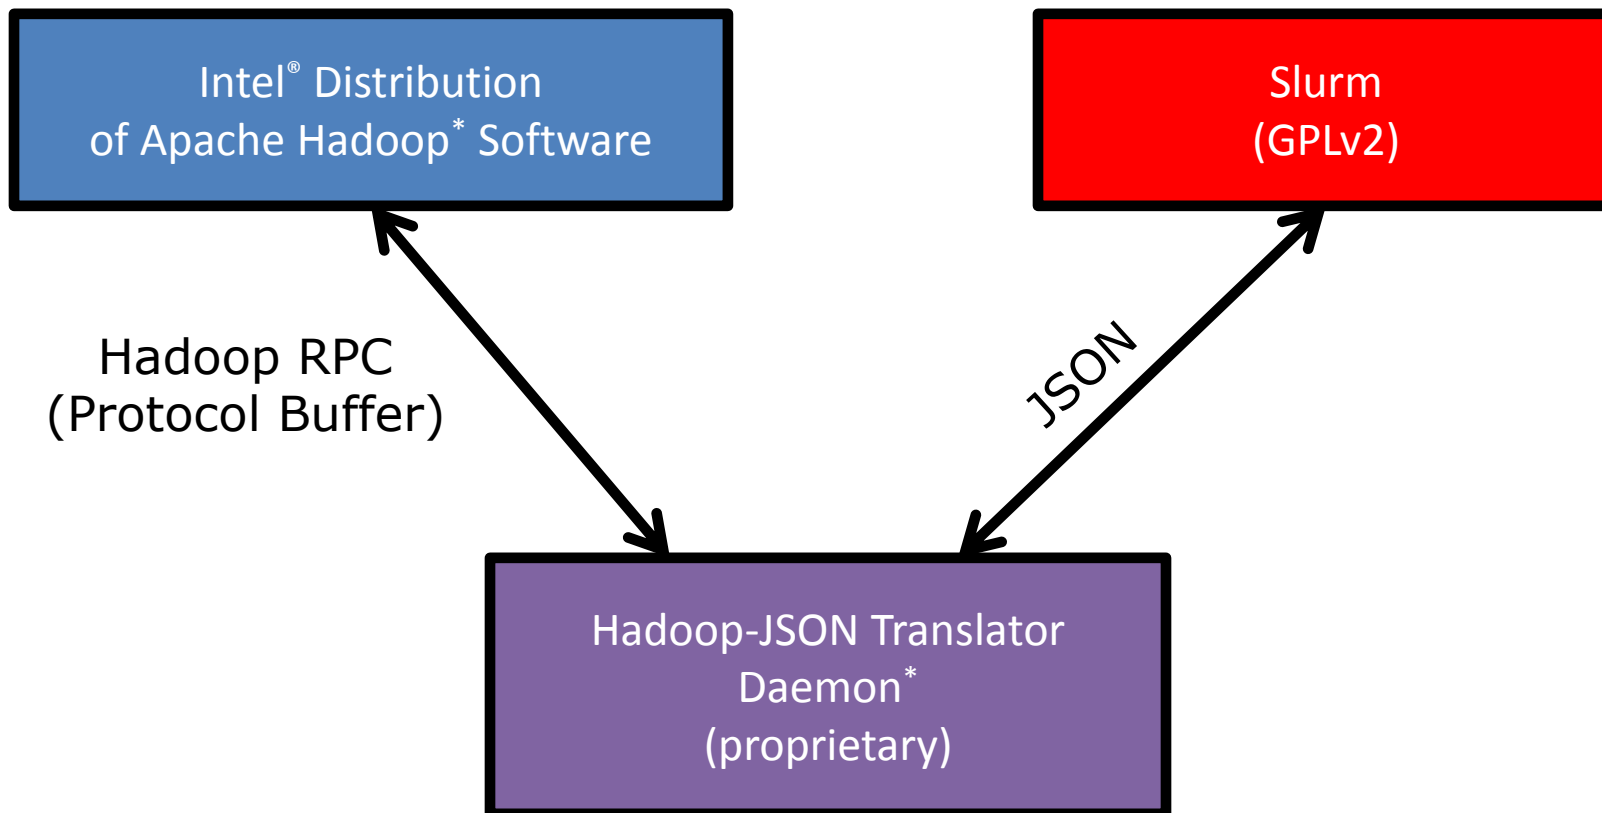 Intel® Distribution
of Apache Hadoop* Software
Slurm
(GPLv2)
Hadoop RPC
(Protocol Buffer)
JSON
Hadoop-JSON Translator
Daemon*
(proprietary)